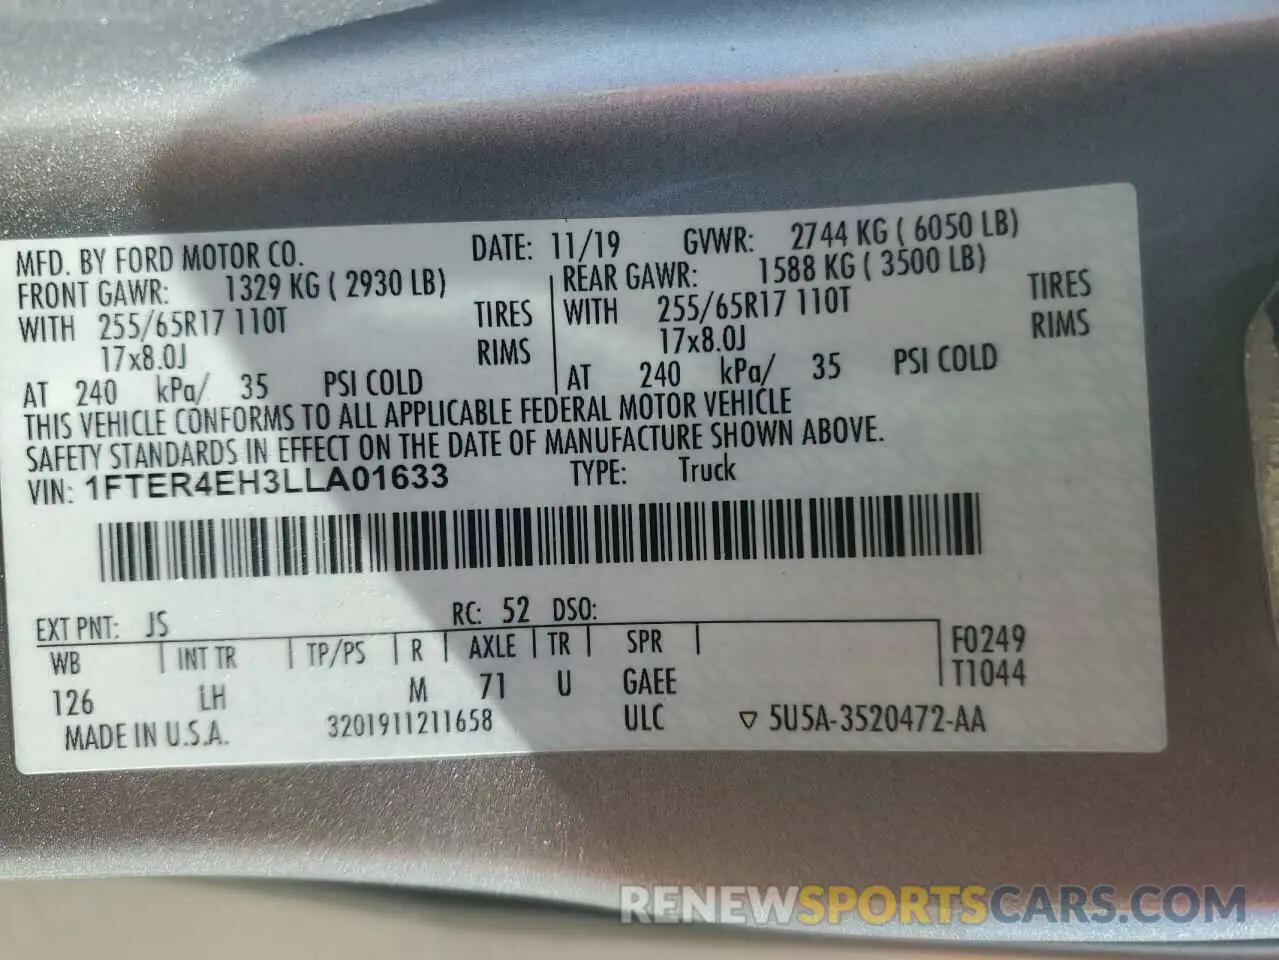 MFD. BY FORD MOTOR CO. DATE: 11/19 GVWR: 2744 KG ( 6050 LB)
FRONT GAWR: 1329 KG ( 2930 LB) REAR GAWR: 1588 KG ( 3500 LB)
WITH 255/65R17 110T TIRES WITH 255/65R17 110T TIRES
17x8.0J RIMS 17x8.0J RIMS
AT 240 kPa/ 35 PSI COLD AT 240 kPa/ 35 PSI COLD
THIS VEHICLE CONFORMS TO ALL APPLICABLE FEDERAL MOTOR VEHICLE
SAFETY STANDARDS IN EFFECT ON THE DATE OF MANUFACTURE SHOWN ABOVE.
VIN: 1FTER4EH3LLA01633 TYPE: Truck
EXT PNT: JS RC: 52 DSO:
WB INT TR TP/PS R AXLE TR SPR F0249
126 LH M 71 U GAEE T1044
MADE IN U.S.A. 3201911211658 ULC ▽ 5U5A-3520472-AA
RENEWSPORTSCARS.COM